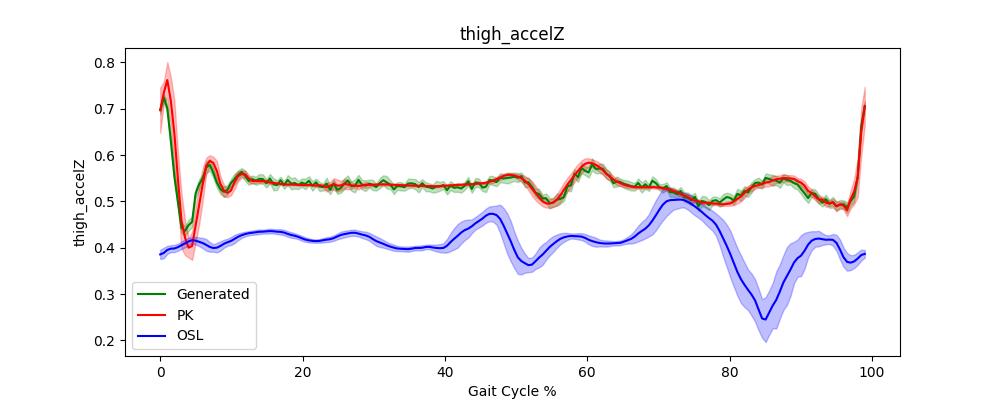 thigh_accelZ
0.8
0.7
0.6
0.5
0.4
0.3
0.2
thigh_accelZ
Generated
PK
OSL
0 20 40 60 80 100
Gait Cycle %